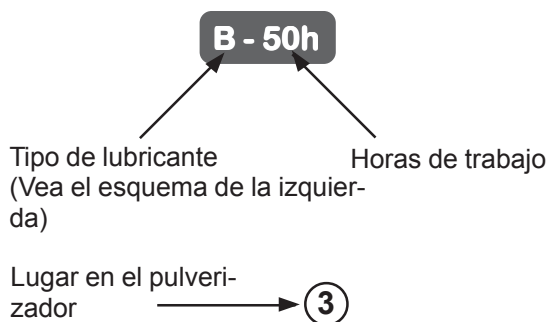 B - 50h
Tipo de lubricante
Horas de trabajo
(Vea el esquema de la izquier-
da)
Lugar en el pulveri-
zador
3